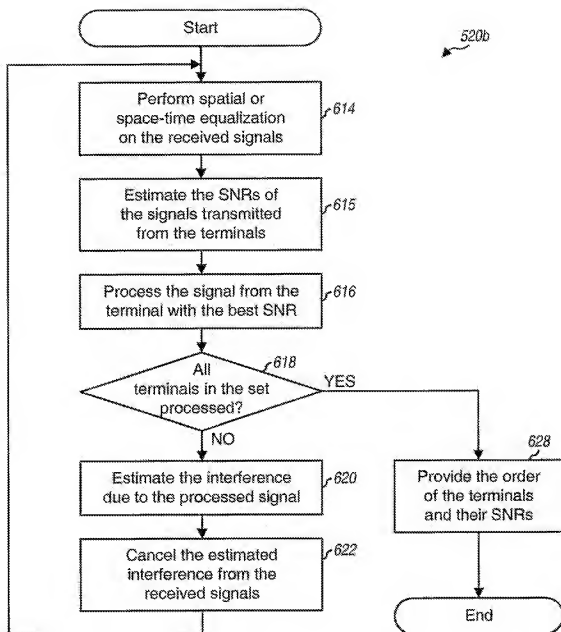 Start
520b
Perform spatial or
space-time equalization
on the received signals
614
Estimate the SNRs of
the signals transmitted
from the terminals
615
Process the signal from the
terminal with the best SNR
616
All
terminals in the set
processed?
618
YES
NO
Estimate the interference
due to the processed signal
620
Provide the order
of the terminals
and their SNRs
628
Cancel the estimated
interference from the
received signals
622
End